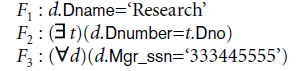 F₁ : d.Dname=‘Research’
F₂ : (∃ t)(d.Dnumber=t.Dno)
F₃ : (∀d)(d.Mgr_ssn=‘333445555’)